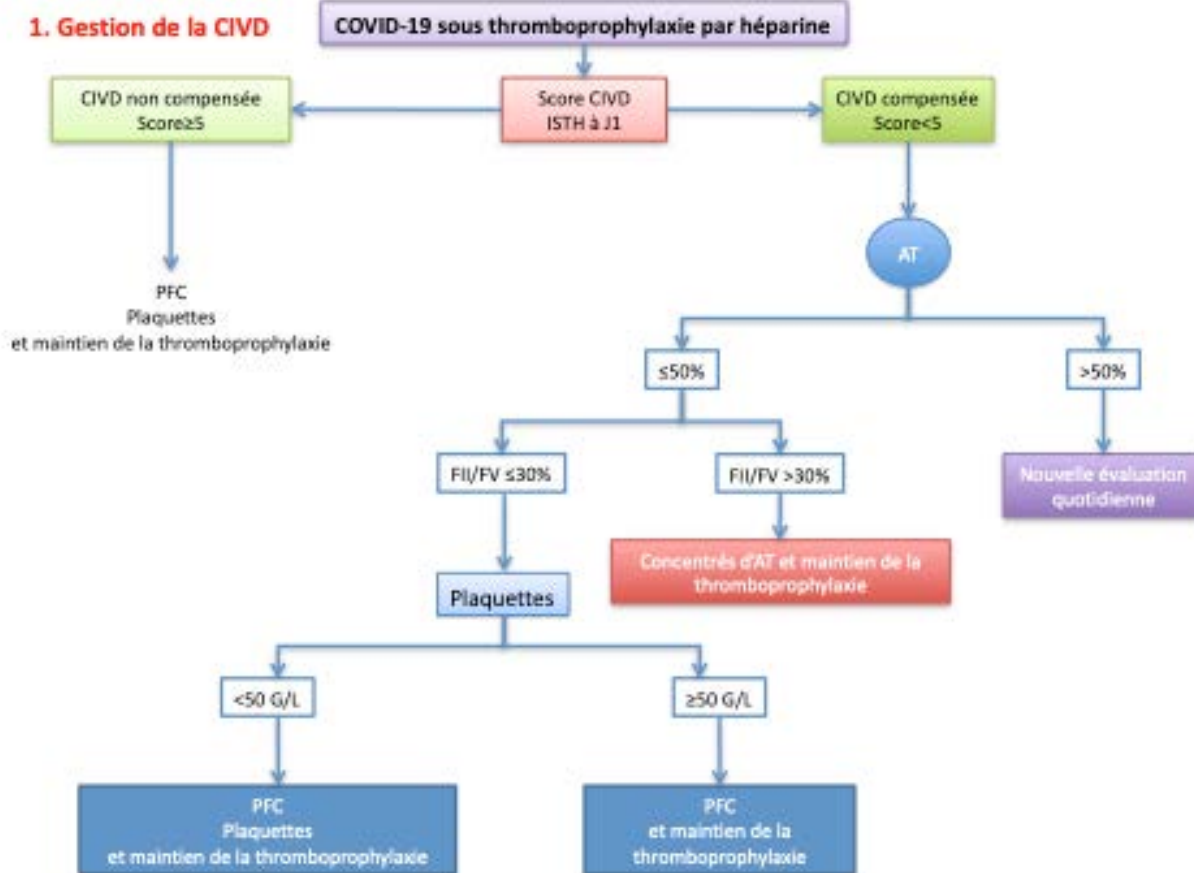 1. Gestion de la CIVD
COVID-19 sous thromboprophylaxie par héparine
CIVD non compensée
Score≥5
Score CIVD
ISTH à J1
CIVD compensée
Score<5
AT
PFC
Plaquettes
et maintien de la thromboprophylaxie
≤50%
>50%
FII/FV ≤30%
FII/FV >30%
Nouvelle évaluation
quotidienne
Concentrés d'AT et maintien de la
thromboprophylaxie
Plaquettes
<50 G/L
≥50 G/L
PFC
Plaquettes
et maintien de la thromboprophylaxie
PFC
et maintien de la
thromboprophylaxie